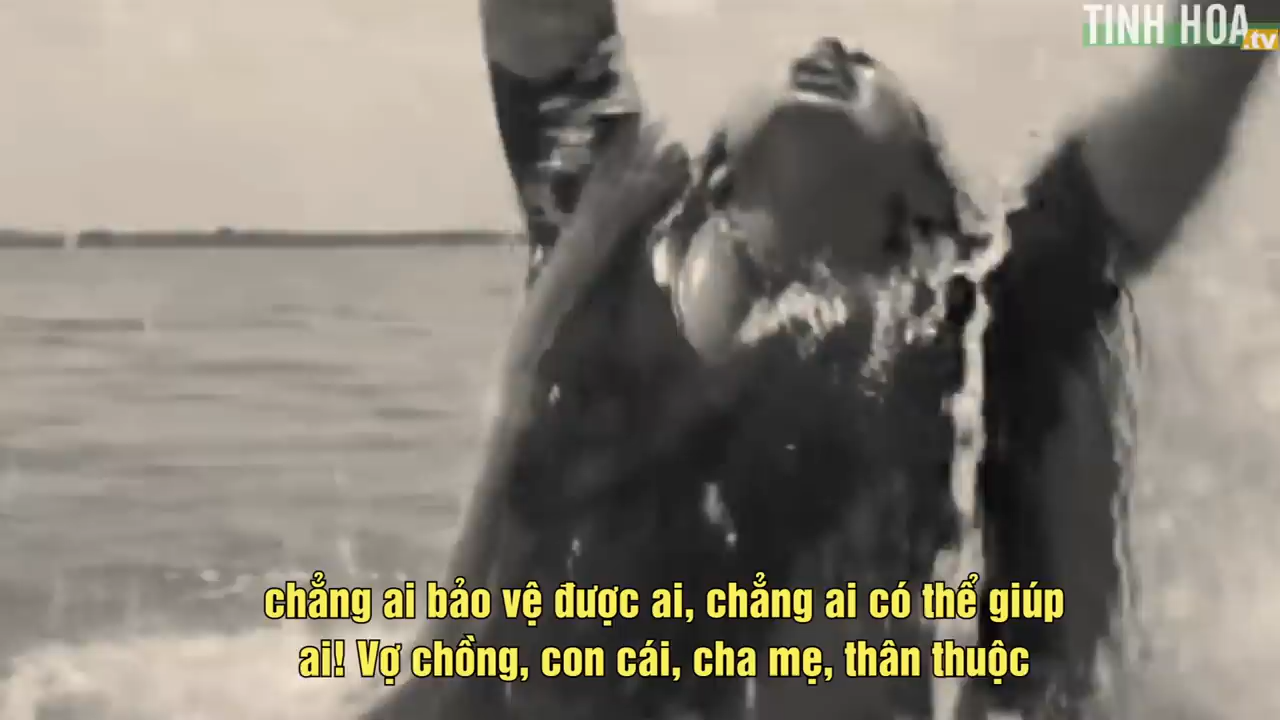 TINH HOA
.tv
chẳng ai bảo vệ được ai, chẳng ai có thể giúp
ai! Vợ chồng, con cái, cha mẹ, thân thuộc